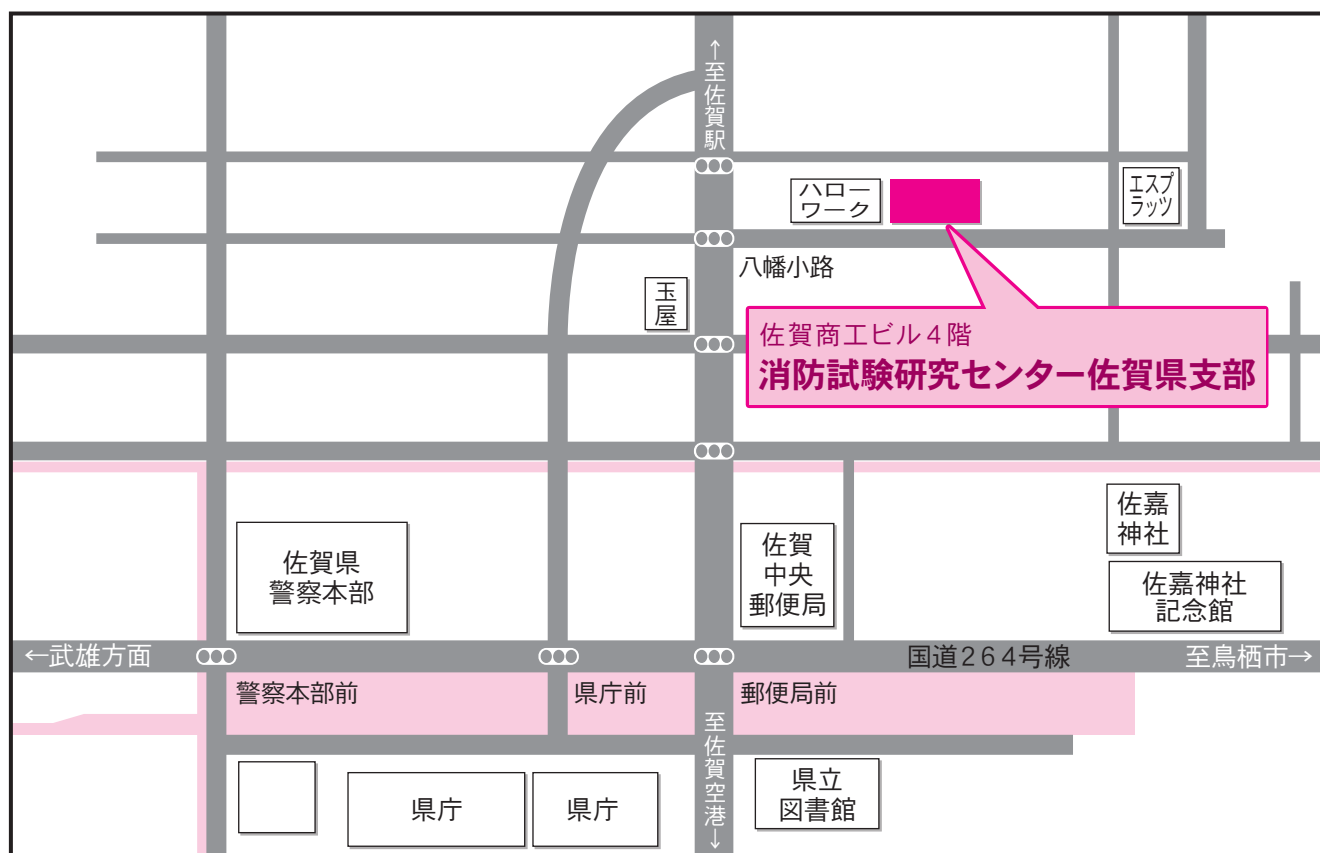 ↑至佐賀駅
ハロー
ワーク
エスプ
ラッツ
八幡小路
玉屋
佐賀商工ビル4階
消防試験研究センター佐賀県支部
佐嘉
神社
佐賀県
警察本部
佐賀
中央
郵便局
佐嘉神社
記念館
←武雄方面
国道264号線
至鳥栖市→
警察本部前
県庁前
郵便局前
至佐賀空港↓
県庁
県庁
県立
図書館